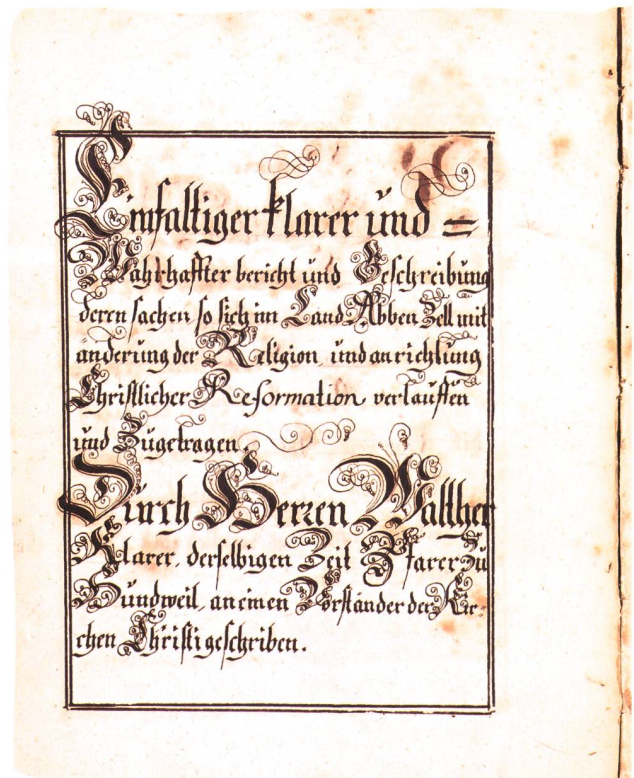 Einfaltiger klarer und =
Wahrhaffter bericht und Beschreibung
deren sachen, so sich im Land Abben Zell mit
änderung der Religion, und anrichtung
Christlicher Reformation verlauffen
und Zugetragen.
Durch Herren Walther
Klarer, derselbigen Zeit Pfarer zu
Hundweil, an einen Vorständer der Kir-
chen Christi geschriben.